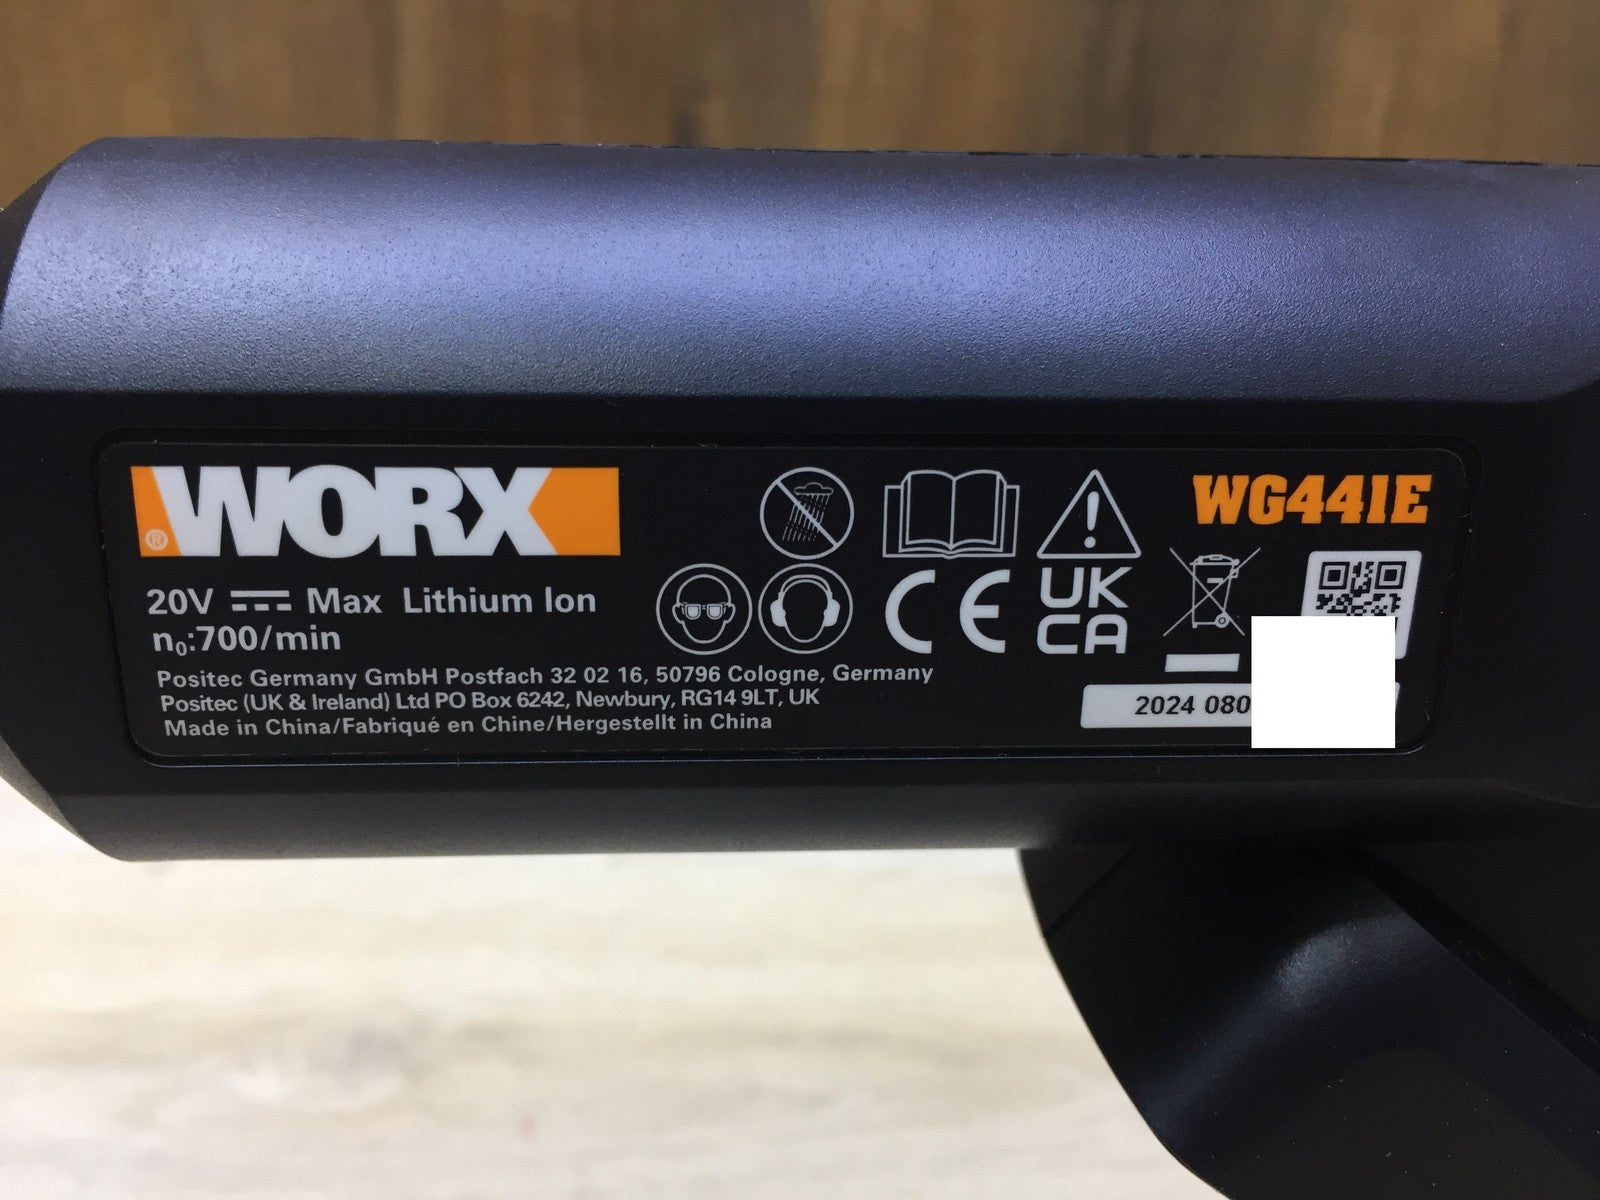 WORX
®
WG441E
20V ⎓ Max Lithium Ion
n₀:700/min
CE
UK
CA
Positec Germany GmbH Postfach 32 02 16, 50796 Cologne, Germany
Positec (UK & Ireland) Ltd PO Box 6242, Newbury, RG14 9LT, UK
Made in China/Fabriqué en Chine/Hergestellt in China
2024 080